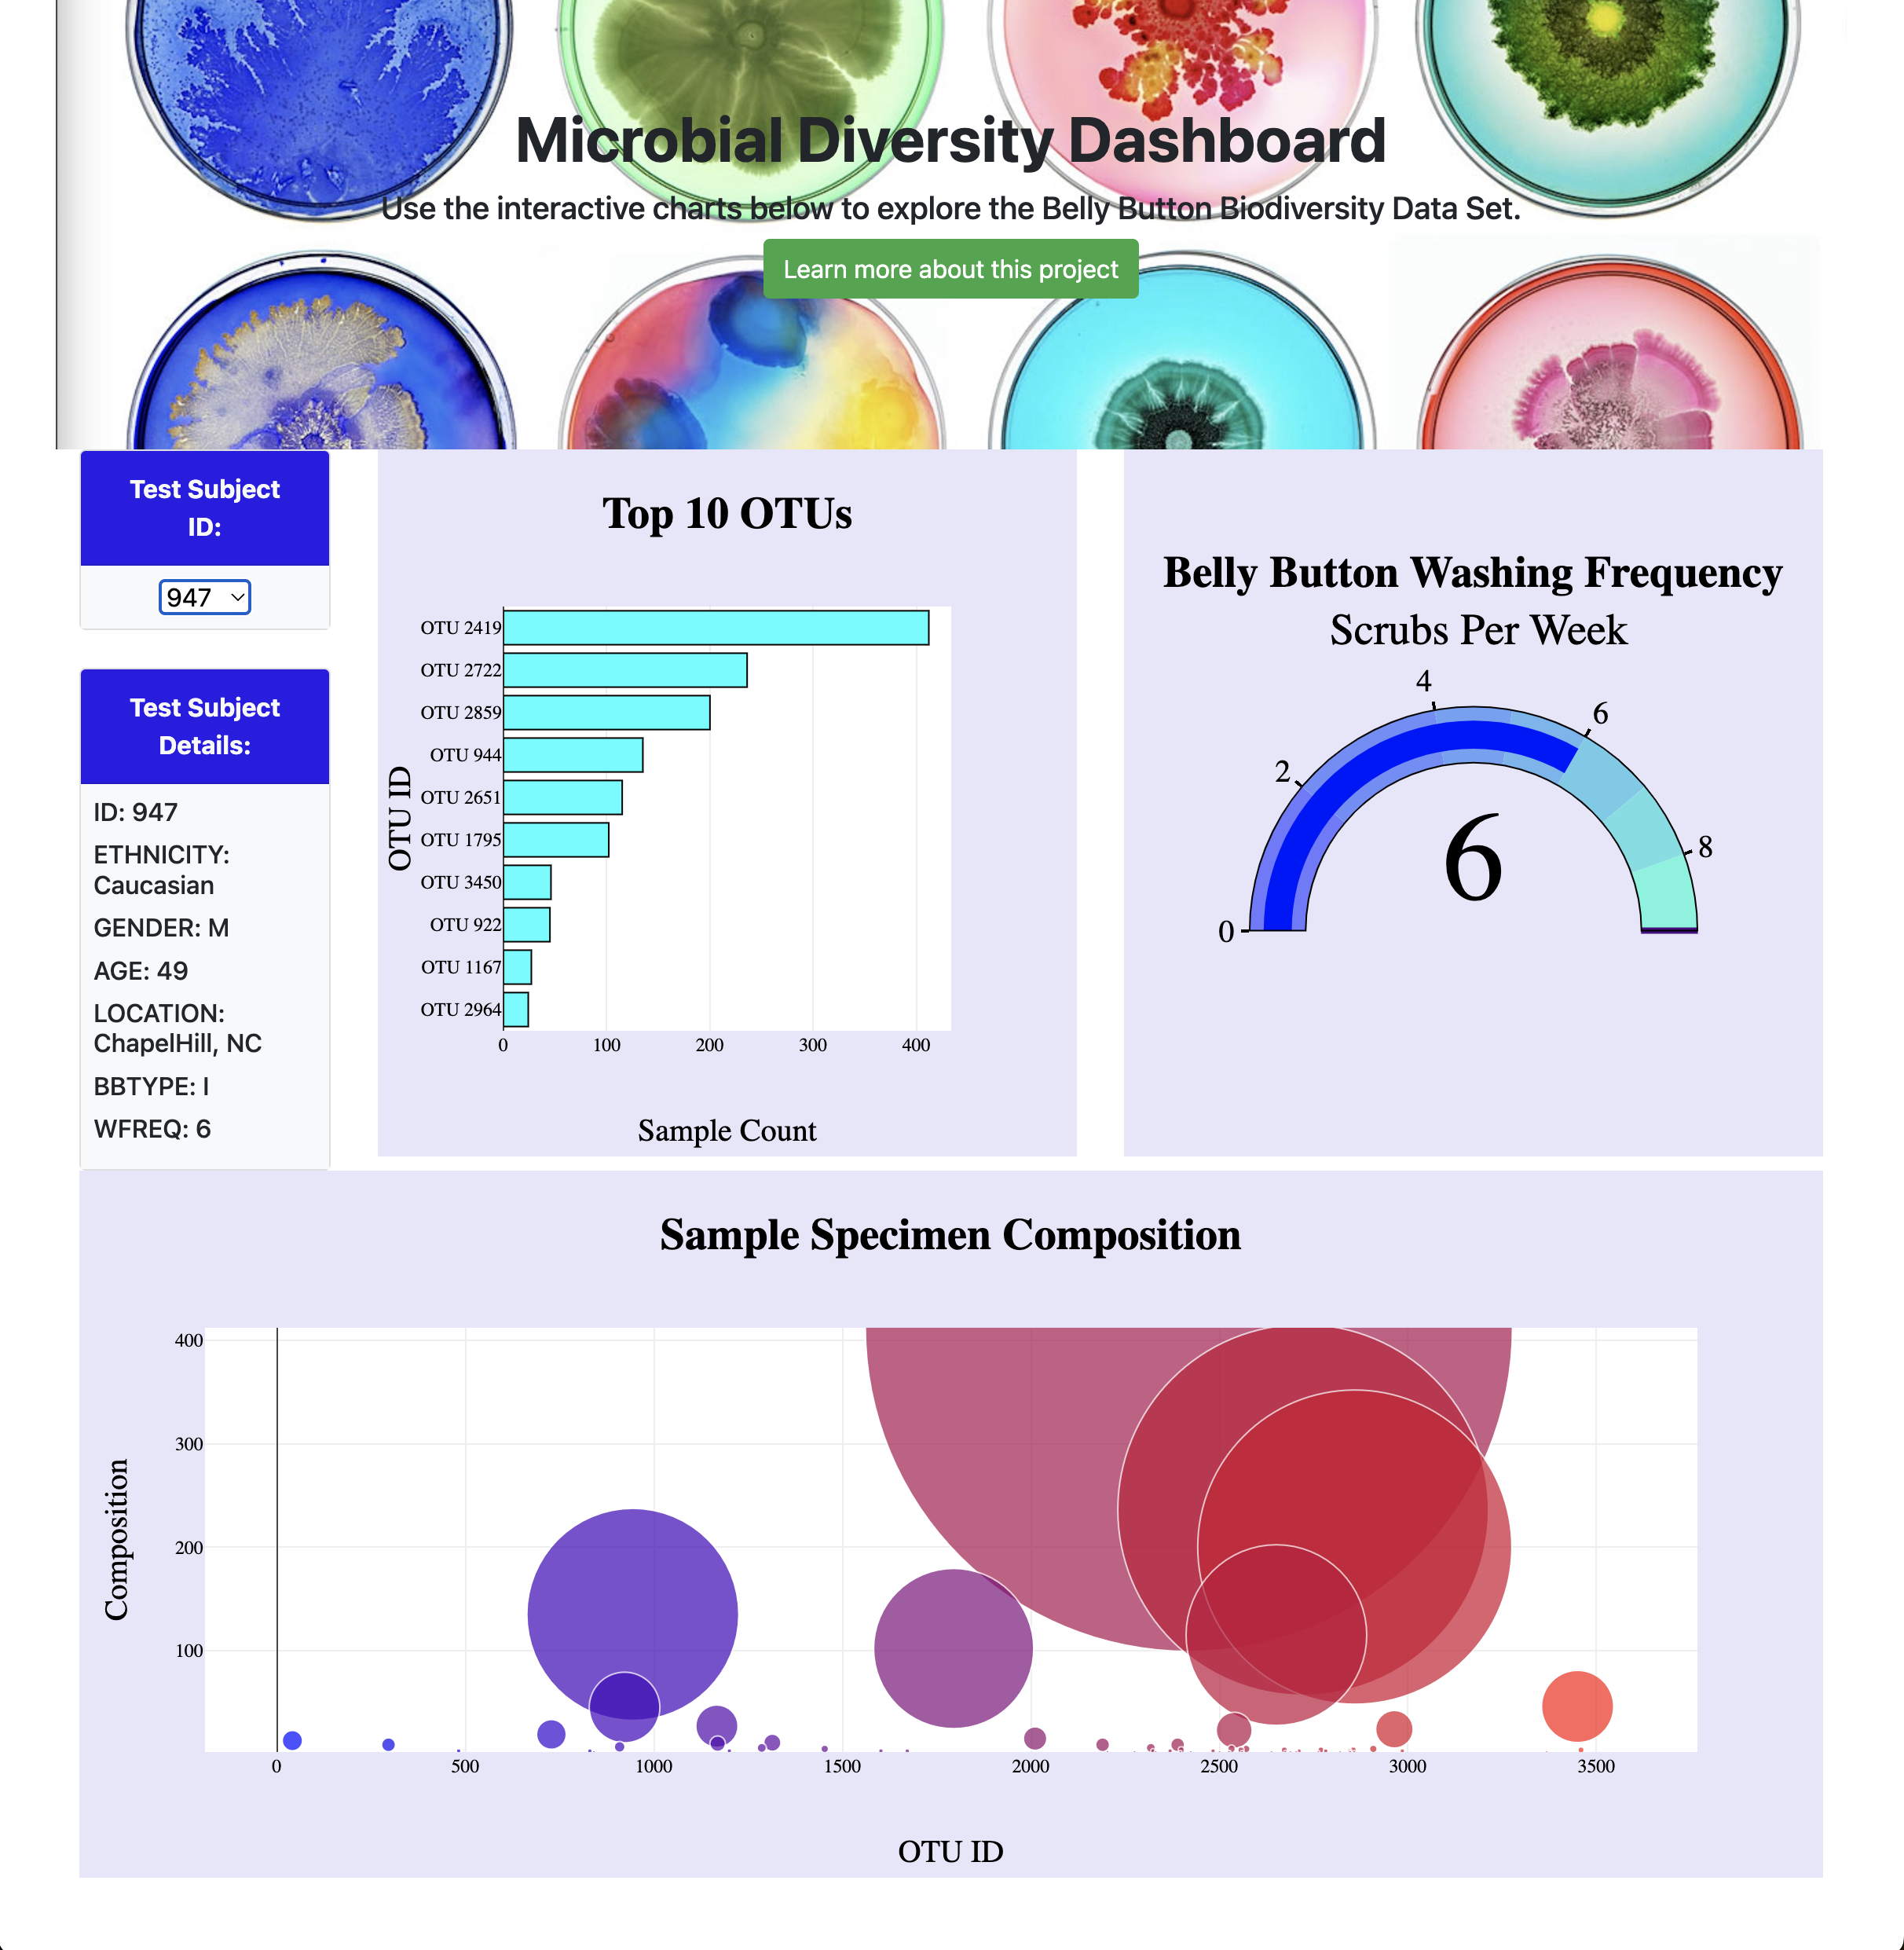 Microbial Diversity Dashboard
Use the interactive charts below to explore the Belly Button Biodiversity Data Set.
Learn more about this project
Test Subject
ID:
947
Test Subject
Details:
ID: 947
ETHNICITY:
Caucasian
GENDER: M
AGE: 49
LOCATION:
ChapelHill, NC
BBTYPE: I
WFREQ: 6
Top 10 OTUs
OTU ID
OTU 2419
OTU 2722
OTU 2859
OTU 944
OTU 2651
OTU 1795
OTU 3450
OTU 922
OTU 1167
OTU 2964
0 100 200 300 400
Sample Count
Belly Button Washing Frequency
Scrubs Per Week
0
2
4
6
8
6
Sample Specimen Composition
Composition
400
300
200
100
0 500 1000 1500 2000 2500 3000 3500
OTU ID